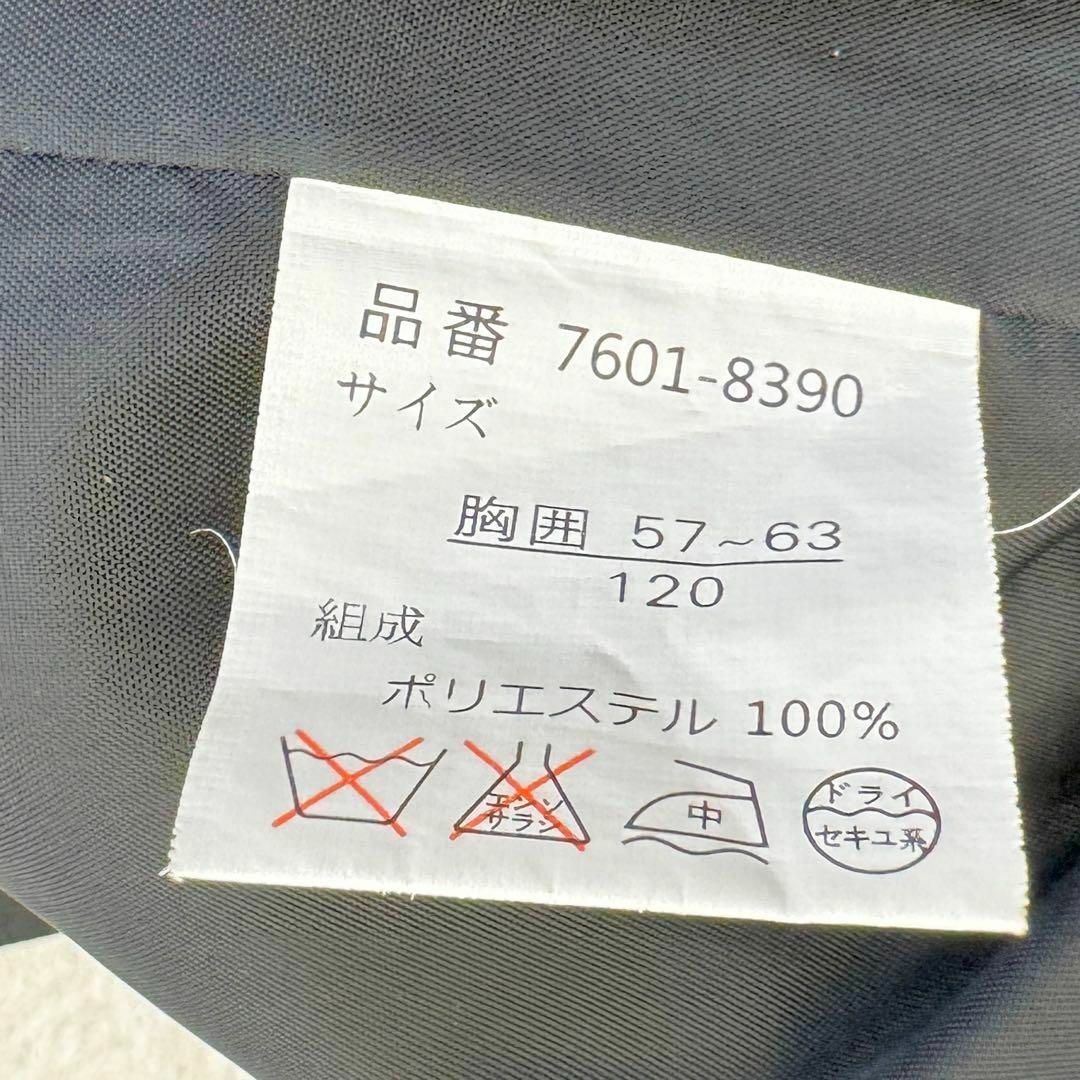 品番 7601-8390
サイズ
胸囲 57~63
120
組成
ポリエステル 100%
エンソ
サラシ
中
ドライ
セキユ系